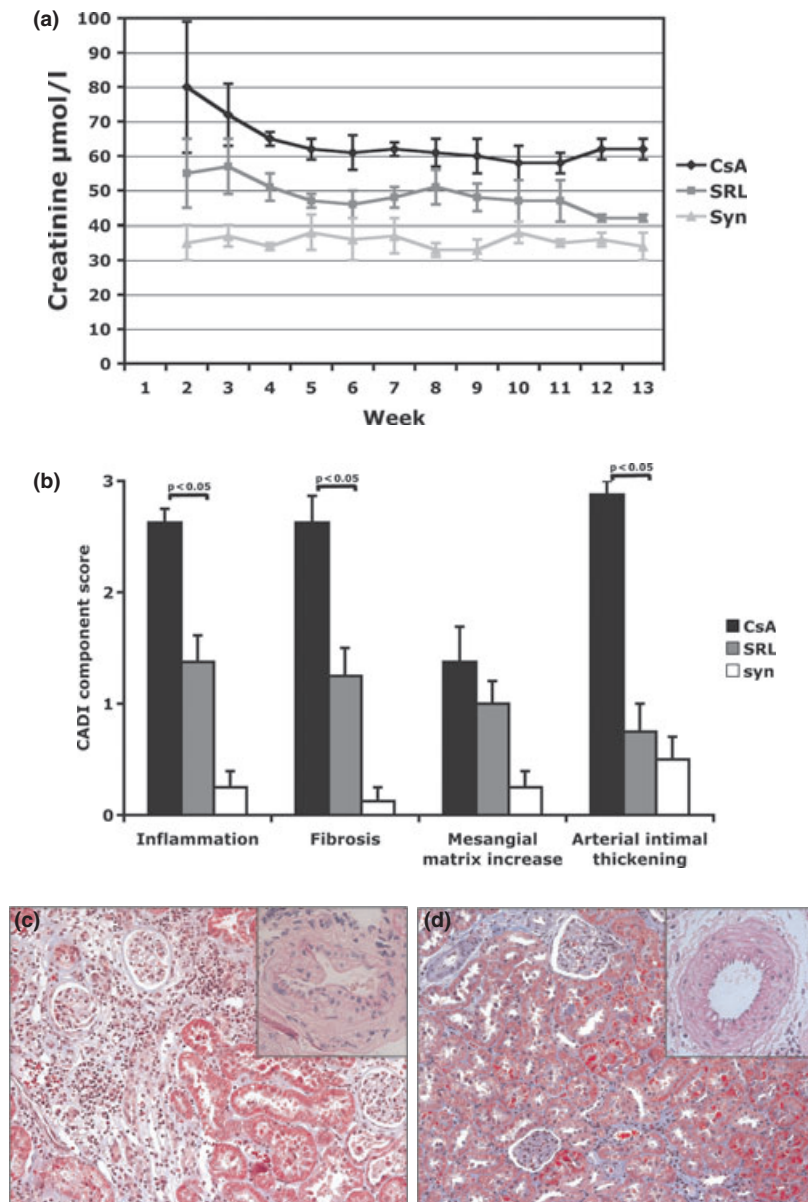 (a)
100
90
80
70
60
50
40
30
20
10
0
Creatinine µmol/l
1 2 3 4 5 6 7 8 9 10 11 12 13
Week
CsA
SRL
Syn
(b)
3
2
1
0
CADI component score
p<0.05
p<0.05
p<0.05
CsA
SRL
syn
Inflammation Fibrosis Mesangial matrix increase Arterial intimal thickening
(c)
(d)